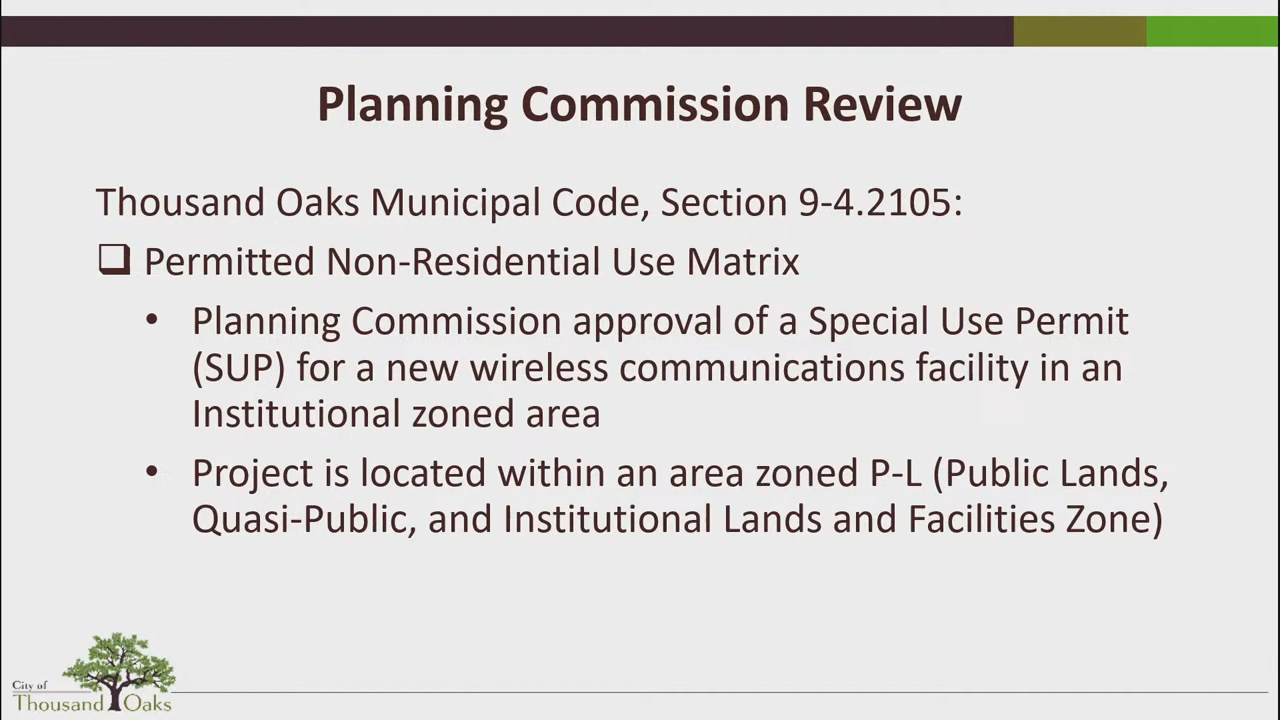 Planning Commission Review
Thousand Oaks Municipal Code, Section 9-4.2105:
❑ Permitted Non-Residential Use Matrix
• Planning Commission approval of a Special Use Permit
(SUP) for a new wireless communications facility in an
Institutional zoned area
• Project is located within an area zoned P-L (Public Lands,
Quasi-Public, and Institutional Lands and Facilities Zone)
City of
Thousand Oaks